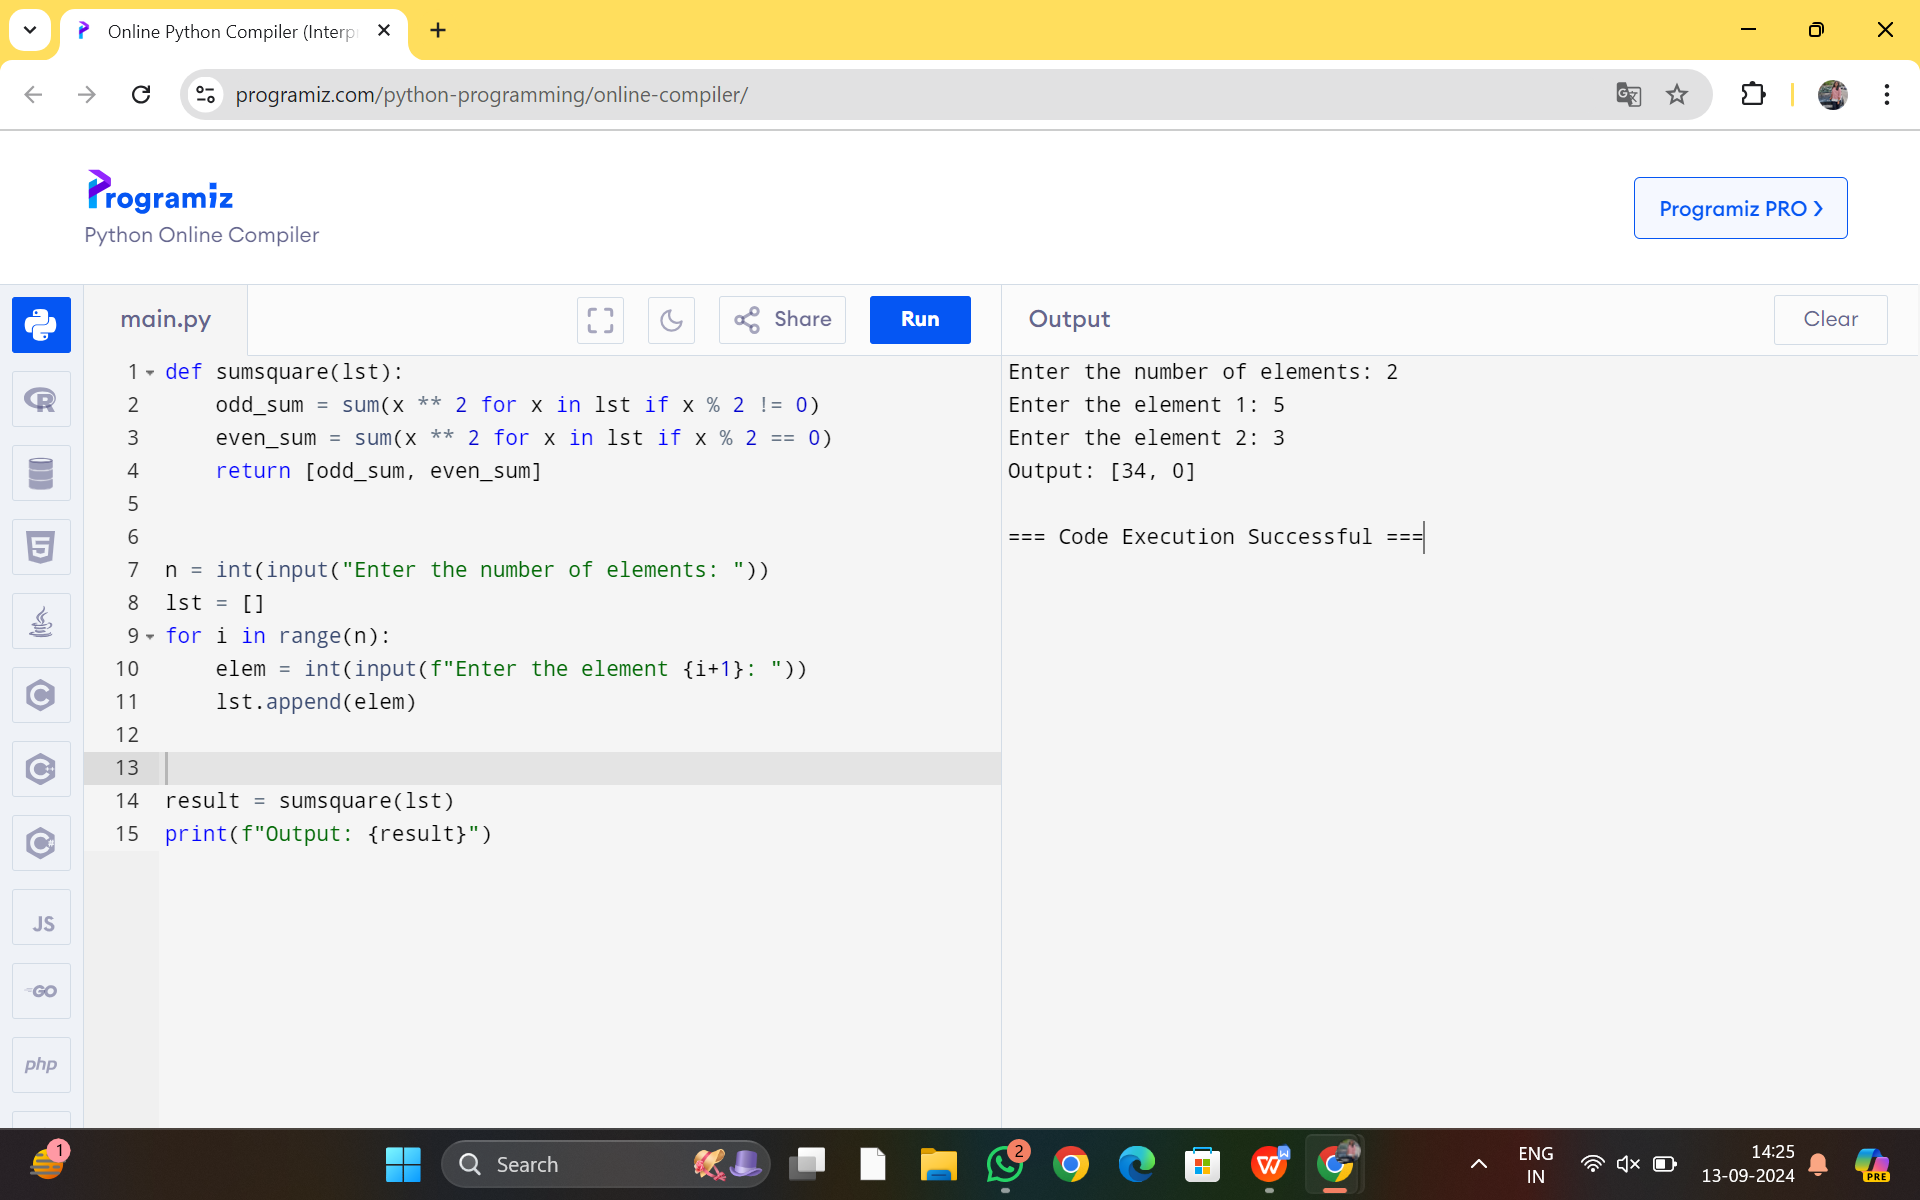 Online Python Compiler (Interp
programiz.com/python-programming/online-compiler/
Programiz
Python Online Compiler
Programiz PRO
main.py
Share
Run
Output
Clear
1 def sumsquare(lst):
2     odd_sum = sum(x ** 2 for x in lst if x % 2 != 0)
3     even_sum = sum(x ** 2 for x in lst if x % 2 == 0)
4     return [odd_sum, even_sum]
5
6
7 n = int(input("Enter the number of elements: "))
8 lst = []
9 for i in range(n):
10     elem = int(input(f"Enter the element {i+1}: "))
11     lst.append(elem)
12
13
14 result = sumsquare(lst)
15 print(f"Output: {result}")
Enter the number of elements: 2
Enter the element 1: 5
Enter the element 2: 3
Output: [34, 0]
=== Code Execution Successful ===
R
5
C
C++
C#
JS
GO
php
1
Search
2
W
W
ENG
IN
14:25
13-09-2024
PRE